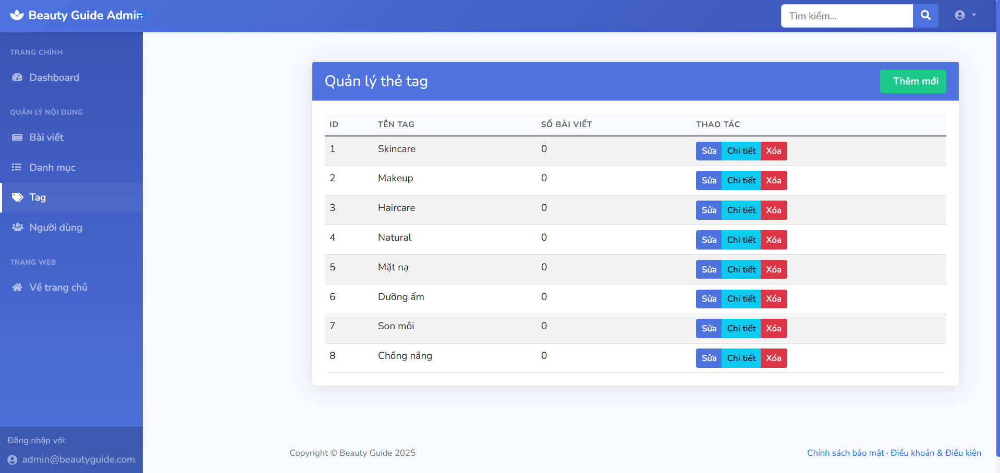 Beauty Guide Admin
Tìm kiếm...
TRANG CHÍNH
Dashboard
QUẢN LÝ NỘI DUNG
Bài viết
Danh mục
Tag
Người dùng
TRANG WEB
Về trang chủ
Đăng nhập với:
admin@beautyguide.com
Quản lý thẻ tag
Thêm mới
ID TÊN TAG SỐ BÀI VIẾT THAO TÁC
1 Skincare 0 Sửa Chi tiết Xóa
2 Makeup 0 Sửa Chi tiết Xóa
3 Haircare 0 Sửa Chi tiết Xóa
4 Natural 0 Sửa Chi tiết Xóa
5 Mặt nạ 0 Sửa Chi tiết Xóa
6 Dưỡng ẩm 0 Sửa Chi tiết Xóa
7 Son môi 0 Sửa Chi tiết Xóa
8 Chống nắng 0 Sửa Chi tiết Xóa
Copyright © Beauty Guide 2025
Chính sách bảo mật · Điều khoản & Điều kiện